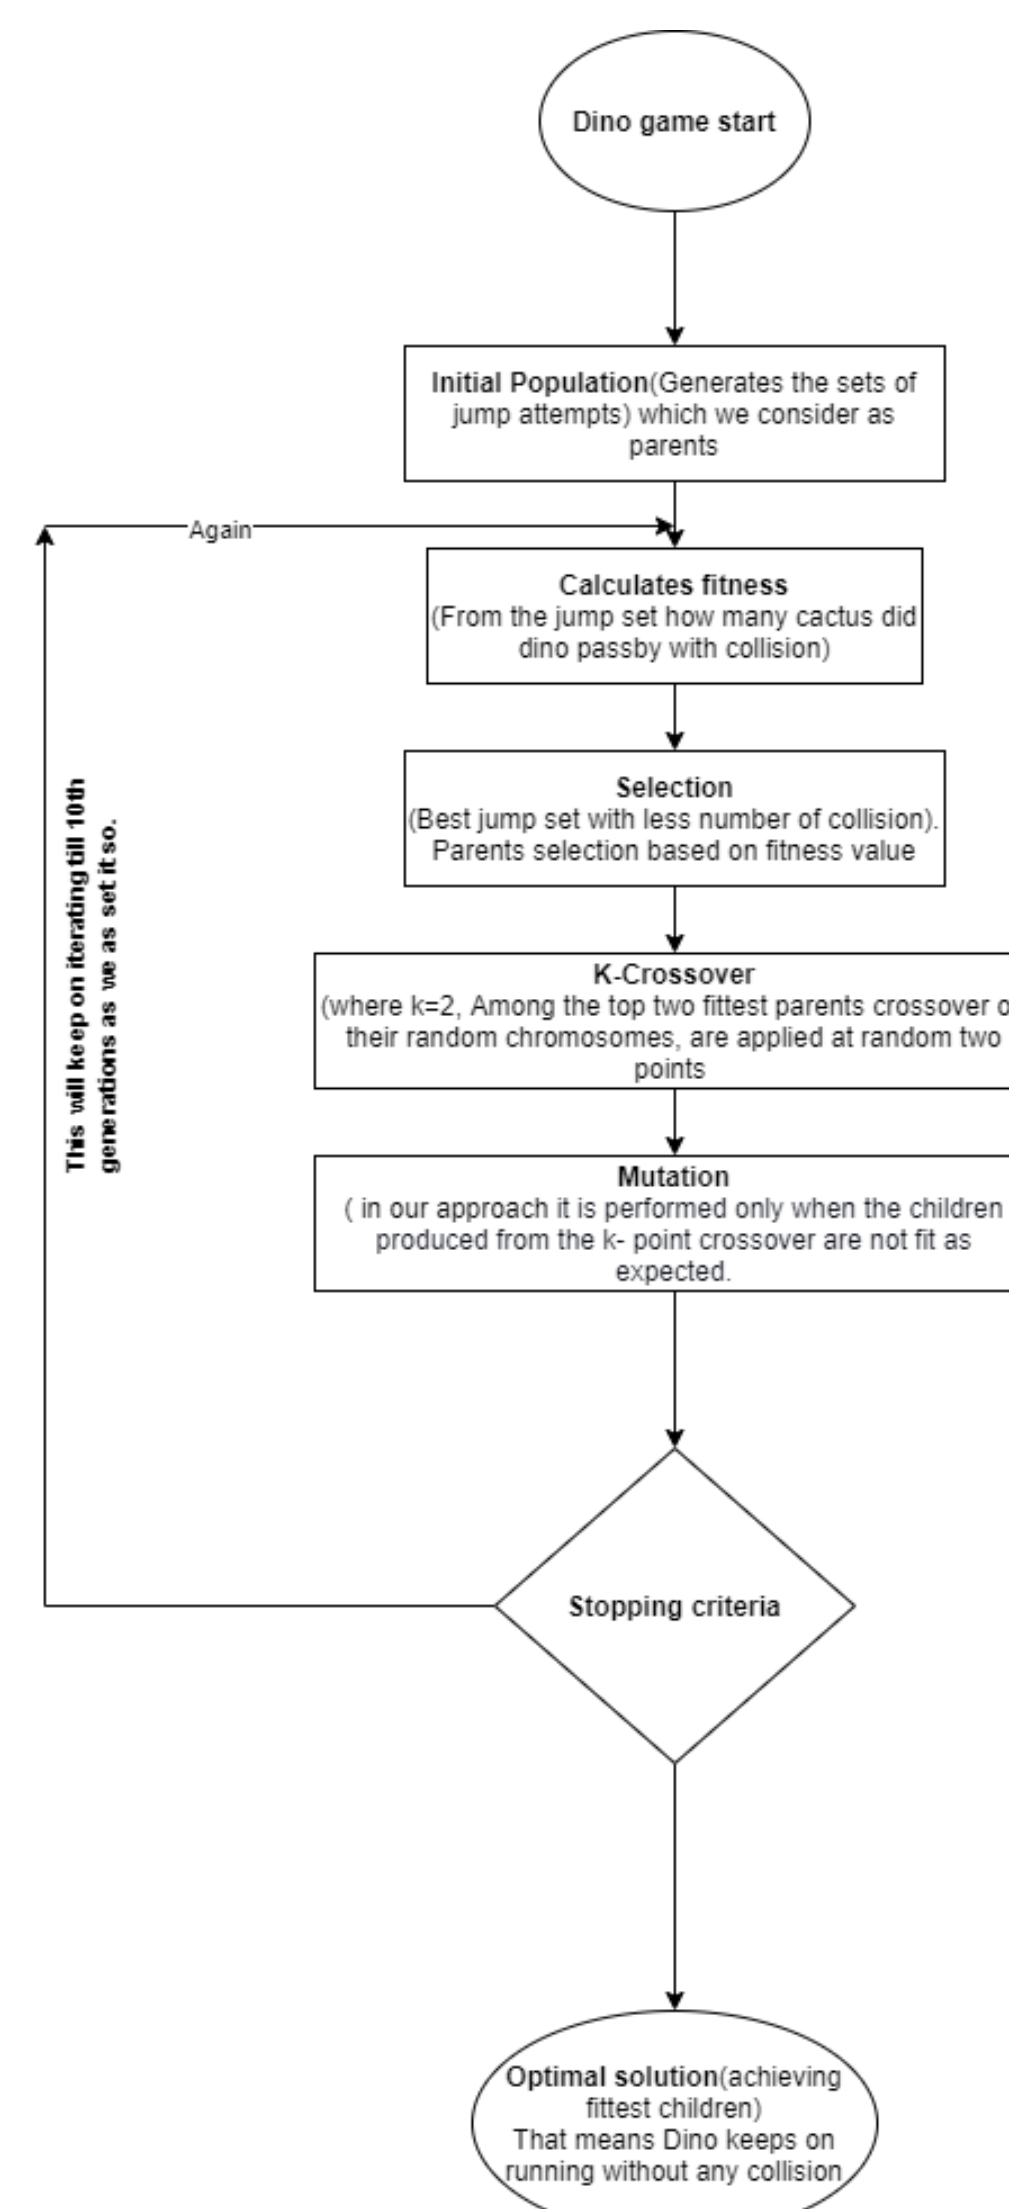 Dino game start
Initial Population(Generates the sets of
jump attempts) which we consider as
parents
Again
Calculates fitness
(From the jump set how many cactus did
dino passby with collision)
Selection
(Best jump set with less number of collision).
Parents selection based on fitness value
This will keep on iterating till 10th
generations as we as set it so.
K-Crossover
(where k=2, Among the top two fittest parents crossover
their random chromosomes, are applied at random two
points
Mutation
( in our approach it is performed only when the children
produced from the k- point crossover are not fit as
expected.
Stopping criteria
Optimal solution(achieving
fittest children)
That means Dino keeps on
running without any collision